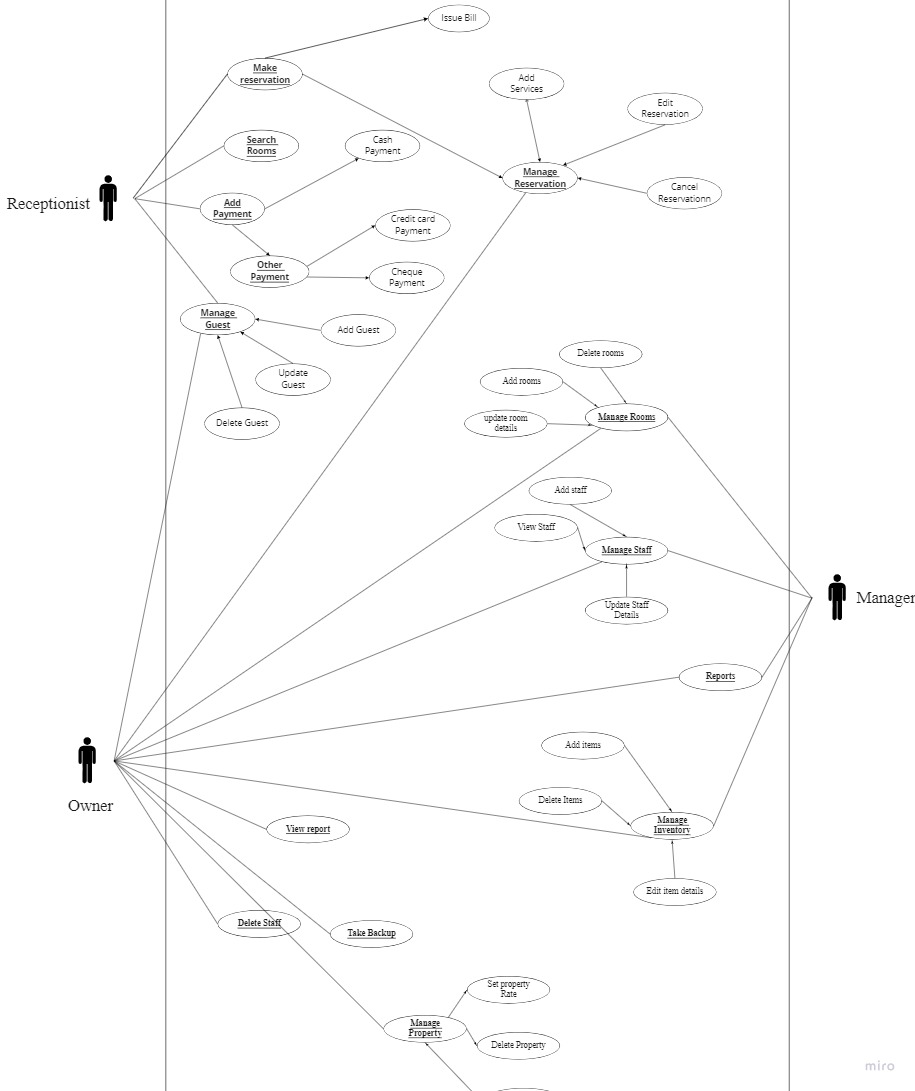 Issue Bill
Make
reservation
Add
Services
Edit
Reservation
Search
Rooms
Cash
Payment
Manage
Reservation
Cancel
Reservationn
Receptionist
Add
Payment
Credit card
Payment
Other
Payment
Cheque
Payment
Manage
Guest
Add Guest
Update
Guest
Delete Guest
Delete rooms
Add rooms
Manage Rooms
update room
details
Add staff
View Staff
Manage Staff
Update Staff
Details
Manager
Reports
Add items
Owner
Delete Items
View report
Manage
Inventory
Edit item details
Delete Staff
Take Backup
Set property
Rate
Manage
Property
Delete Property
miro